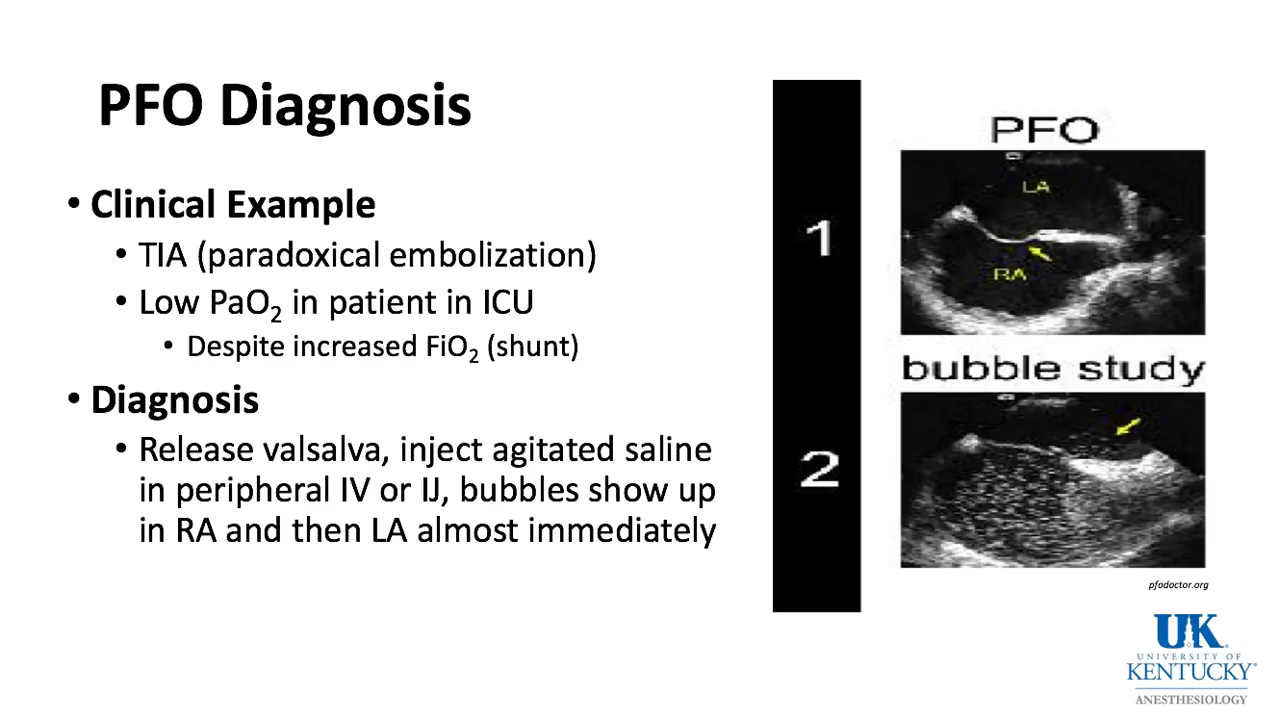 PFO Diagnosis
• Clinical Example
• TIA (paradoxical embolization)
• Low PaO₂ in patient in ICU
• Despite increased FiO₂ (shunt)
• Diagnosis
• Release valsalva, inject agitated saline
in peripheral IV or IJ, bubbles show up
in RA and then LA almost immediately
1
PFO
LA
RA
bubble study
2
pfodoctor.org
UK
UNIVERSITY OF
KENTUCKY
ANESTHESIOLOGY